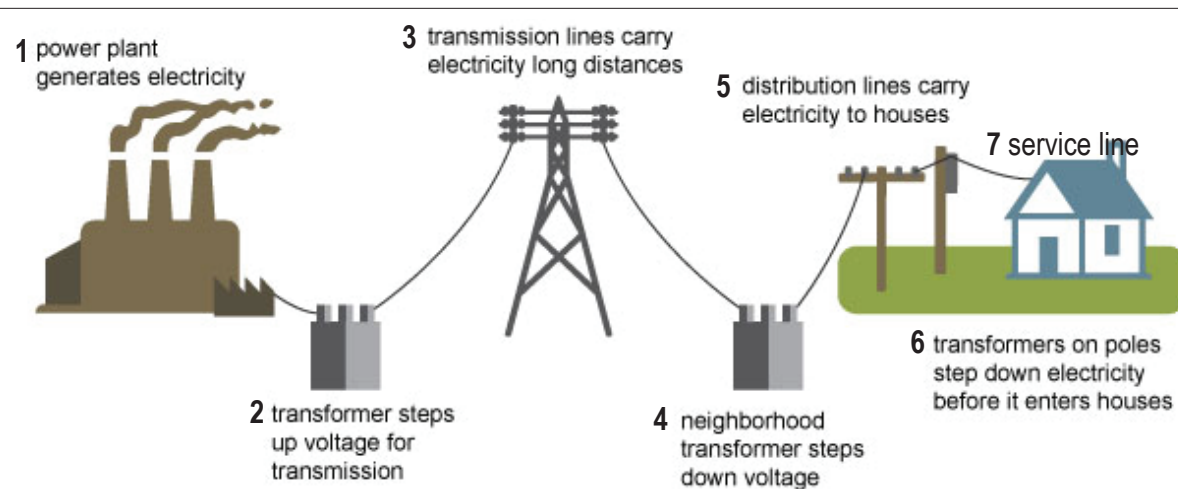 1 power plant
generates electricity
2 transformer steps
up voltage for
transmission
3 transmission lines carry
electricity long distances
4 neighborhood
transformer steps
down voltage
5 distribution lines carry
electricity to houses
6 transformers on poles
step down electricity
before it enters houses
7 service line